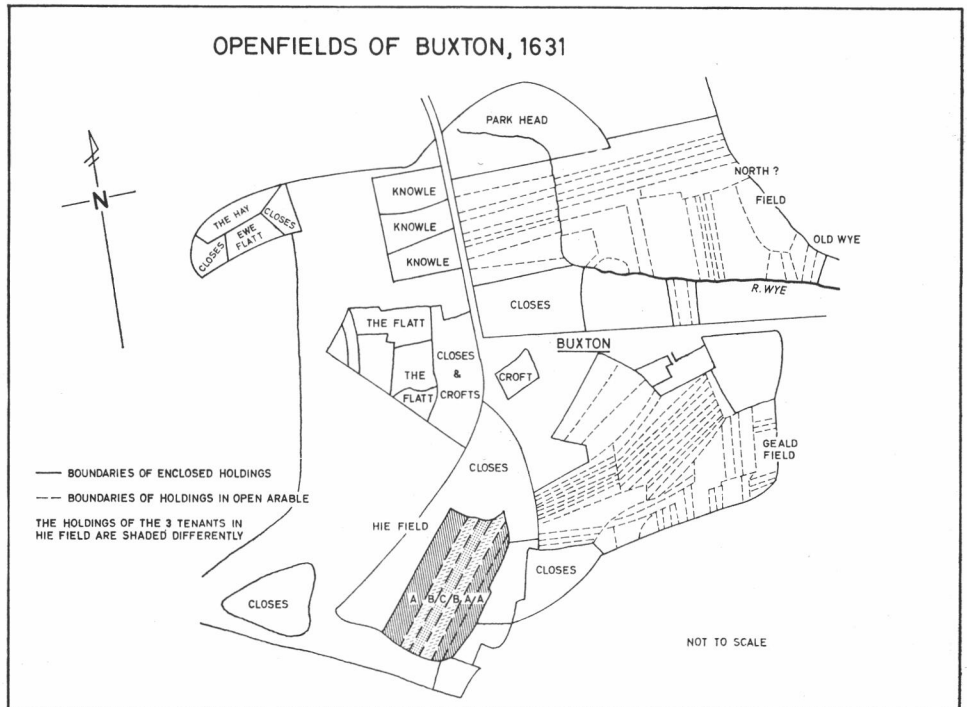 OPENFIELDS OF BUXTON, 1631
PARK HEAD
N
KNOWLE
KNOWLE
KNOWLE
NORTH ?
FIELD
OLD WYE
THE HAY
CLOSES
EWE
FLATT
CLOSES
R. WYE
CLOSES
THE FLATT
CLOSES
&
CROFTS
THE
FLATT
BUXTON
CROFT
GEALD
FIELD
CLOSES
BOUNDARIES OF ENCLOSED HOLDINGS
BOUNDARIES OF HOLDINGS IN OPEN ARABLE
THE HOLDINGS OF THE 3 TENANTS IN
HIE FIELD ARE SHADED DIFFERENTLY
HIE FIELD
CLOSES
CLOSES
A B/C/B/A/A
NOT TO SCALE